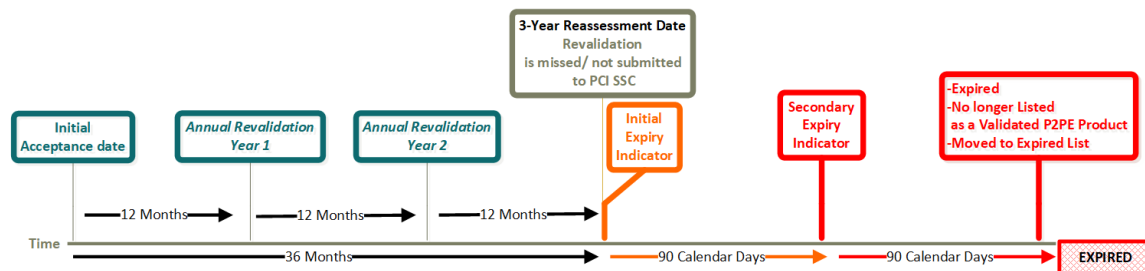 3-Year Reassessment Date
Revalidation
is missed/ not submitted
to PCI SSC
Initial
Acceptance date
Annual Revalidation
Year 1
Annual Revalidation
Year 2
Initial
Expiry
Indicator
Secondary
Expiry
Indicator
-Expired
-No longer Listed
as a Validated P2PE Product
-Moved to Expired List
12 Months
12 Months
12 Months
Time
36 Months
90 Calendar Days
90 Calendar Days
EXPIRED